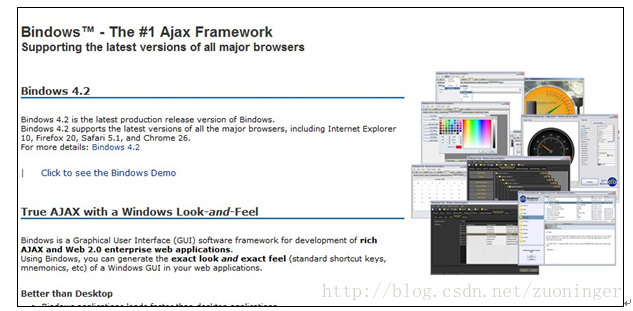 Bindows™ - The #1 Ajax Framework
Supporting the latest versions of all major browsers
Bindows 4.2
Bindows 4.2 is the latest production release version of Bindows.
Bindows 4.2 supports the latest versions of all the major browsers, including Internet Explorer
10, Firefox 20, Safari 5.1, and Chrome 26.
For more details: Bindows 4.2
| Click to see the Bindows Demo
True AJAX with a Windows Look-and-Feel
Bindows is a Graphical User Interface (GUI) software framework for development of rich
AJAX and Web 2.0 enterprise web applications.
Using Bindows, you can generate the exact look and exact feel (standard shortcut keys,
mnemonics, etc) of a Windows GUI in your web applications.
Better than Desktop
http://blog.csdn.net/zuoninger